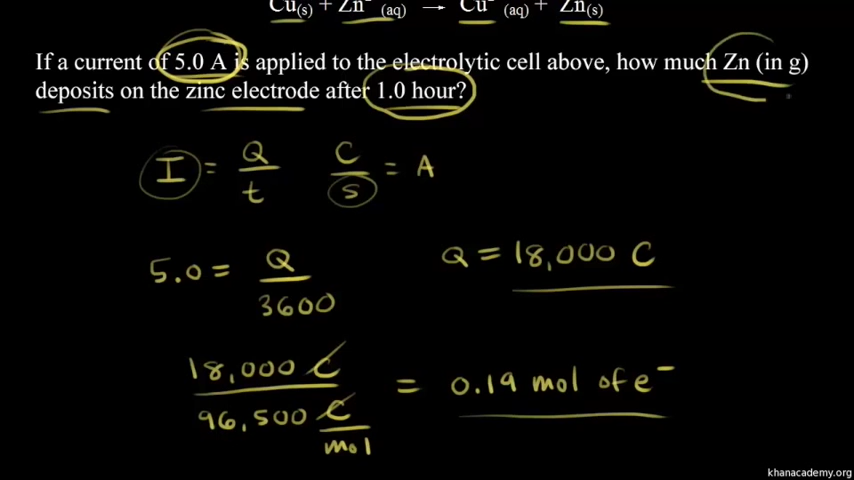 Cu(s) + Zn (aq) → Cu (aq) + Zn(s)
If a current of 5.0 A is applied to the electrolytic cell above, how much Zn (in g)
deposits on the zinc electrode after 1.0 hour?
I = Q/t C/s = A
5.0 = Q/3600 Q = 18,000 C
18,000 C / 96,500 C/mol = 0.19 mol of e⁻
khanacademy.org